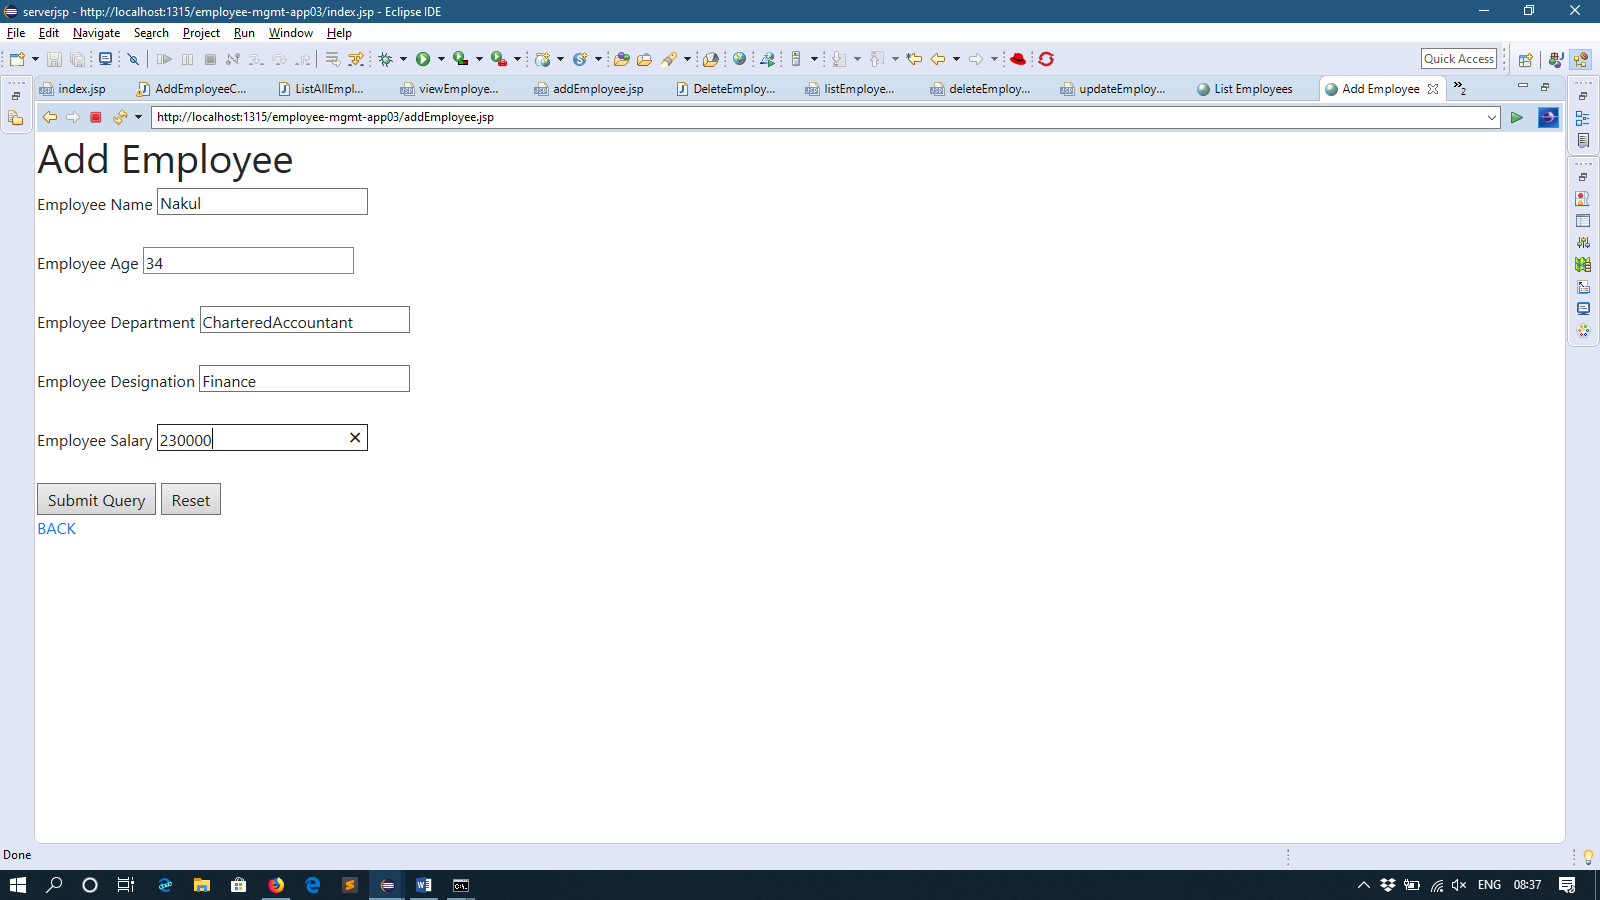 serverjsp - http://localhost:1315/employee-mgmt-app03/index.jsp - Eclipse IDE
File Edit Navigate Search Project Run Window Help
Quick Access
index.jsp AddEmployeeC... ListAllEmpl... viewEmploye... addEmployee.jsp DeleteEmploy... listEmploye... deleteEmploy... updateEmploy... List Employees Add Employee »2
http://localhost:1315/employee-mgmt-app03/addEmployee.jsp
Add Employee
Employee Name Nakul
Employee Age 34
Employee Department CharteredAccountant
Employee Designation Finance
Employee Salary 230000
Submit Query Reset
BACK
Done
ENG 08:37